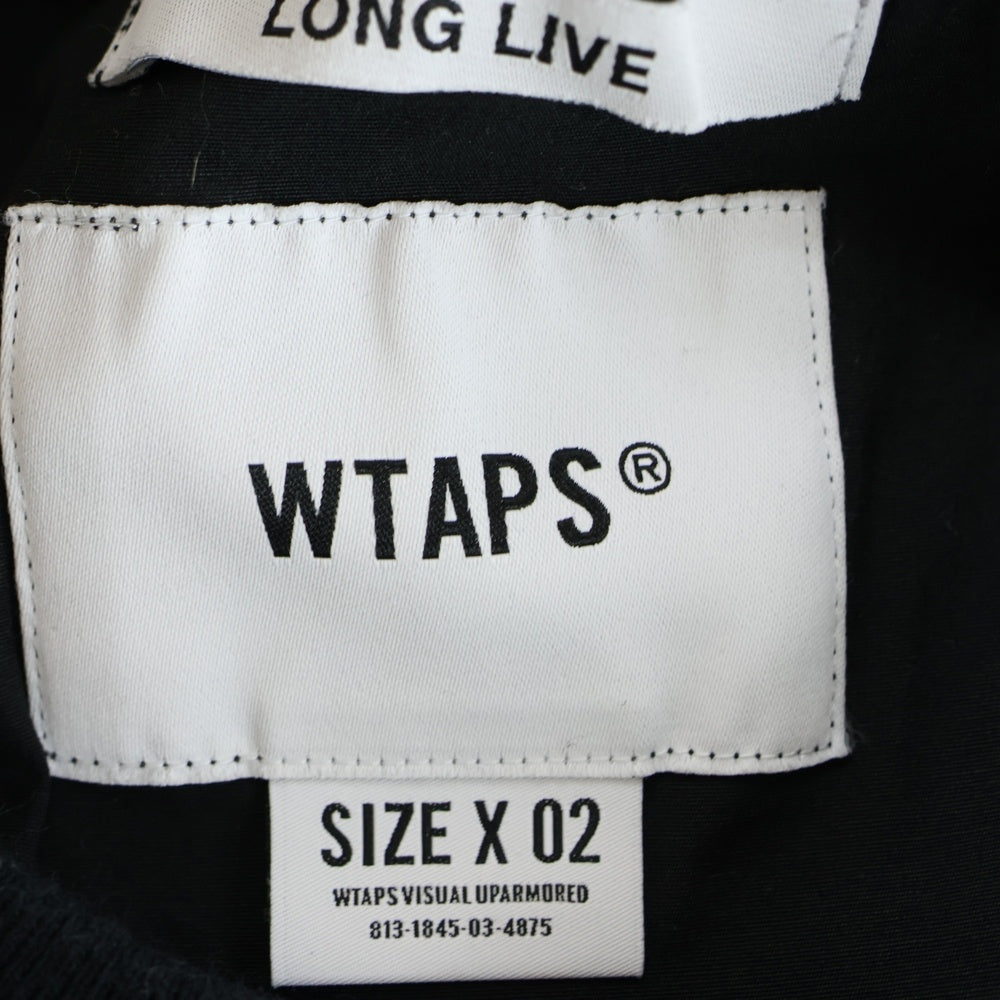 LONG LIVE
WTAPS®
SIZE X 02
WTAPS VISUAL UPARMORED
813-1845-03-4875